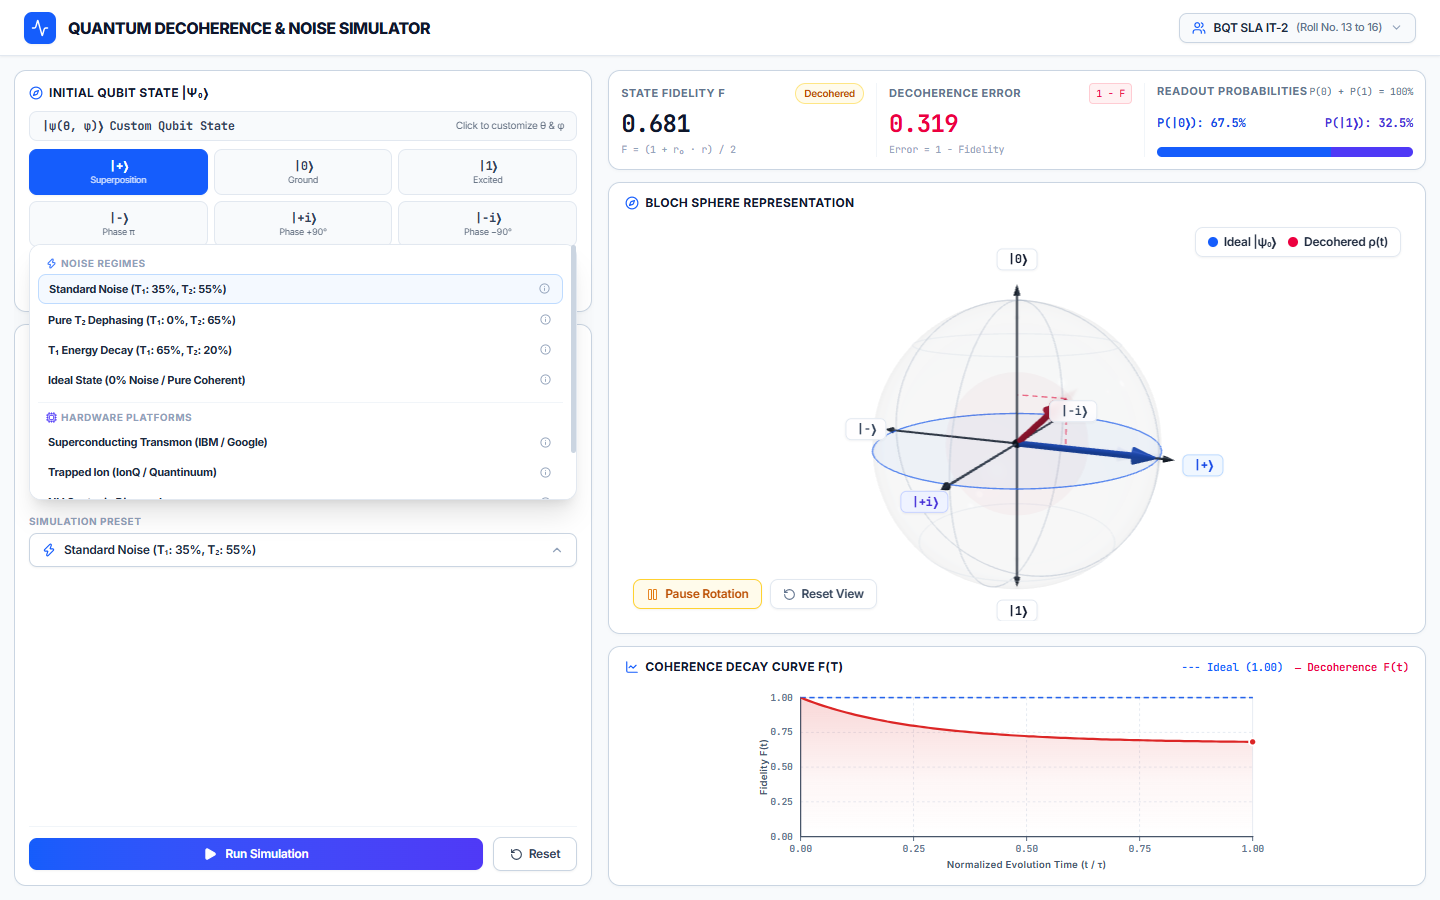 QUANTUM DECOHERENCE & NOISE SIMULATOR
BQT SLA IT-2 (Roll No. 13 to 16)
INITIAL QUBIT STATE |Ψ₀⟩
|ψ(θ, φ)⟩ Custom Qubit State
Click to customize θ & φ
|+⟩
Superposition
|0⟩
Ground
|1⟩
Excited
|-⟩
Phase π
|+i⟩
Phase +90°
|-i⟩
Phase −90°
NOISE REGIMES
Standard Noise (T₁: 35%, T₂: 55%)
Pure T₂ Dephasing (T₁: 0%, T₂: 65%)
T₁ Energy Decay (T₁: 65%, T₂: 20%)
Ideal State (0% Noise / Pure Coherent)
HARDWARE PLATFORMS
Superconducting Transmon (IBM / Google)
Trapped Ion (IonQ / Quantinuum)
SIMULATION PRESET
Standard Noise (T₁: 35%, T₂: 55%)
Run Simulation
Reset
STATE FIDELITY F
Decohered
0.681
F = (1 + r₀ · r) / 2
DECOHERENCE ERROR
1 - F
0.319
Error = 1 - Fidelity
READOUT PROBABILITIES P(0) + P(1) = 100%
P(|0⟩): 67.5%
P(|1⟩): 32.5%
BLOCH SPHERE REPRESENTATION
Ideal |ψ₀⟩
Decohered ρ(t)
|0⟩
|-i⟩
|-⟩
|+⟩
|+i⟩
|1⟩
Pause Rotation
Reset View
COHERENCE DECAY CURVE F(T)
--- Ideal (1.00)
— Decoherence F(t)
1.00
0.75
0.50
0.25
0.00
Fidelity F(t)
0.00
0.25
0.50
0.75
1.00
Normalized Evolution Time (t / τ)